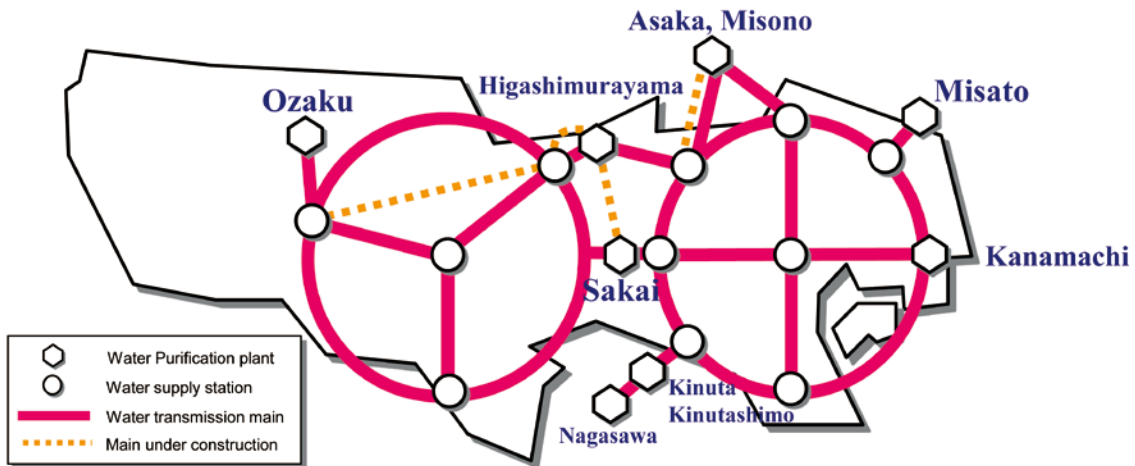 Asaka, Misono
Higashimurayama
Ozaku
Misato
Kanamachi
Sakai
Kinuta
Kinutashimo
Nagasawa
Water Purification plant
Water supply station
Water transmission main
Main under construction